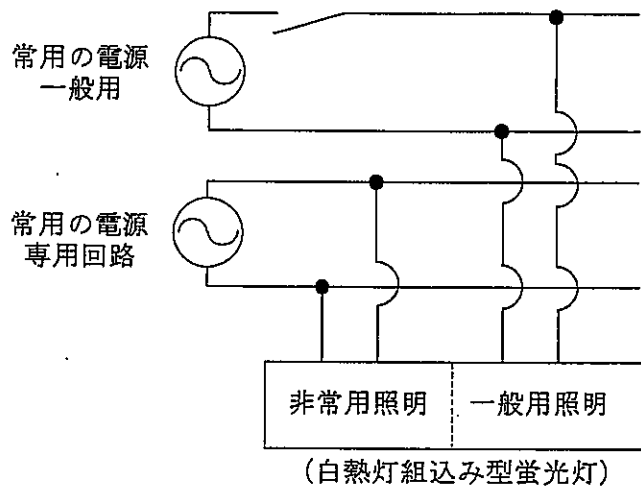 常用の電源
一般用
常用の電源
専用回路
非常用照明
一般用照明
(白熱灯組込み型蛍光灯)